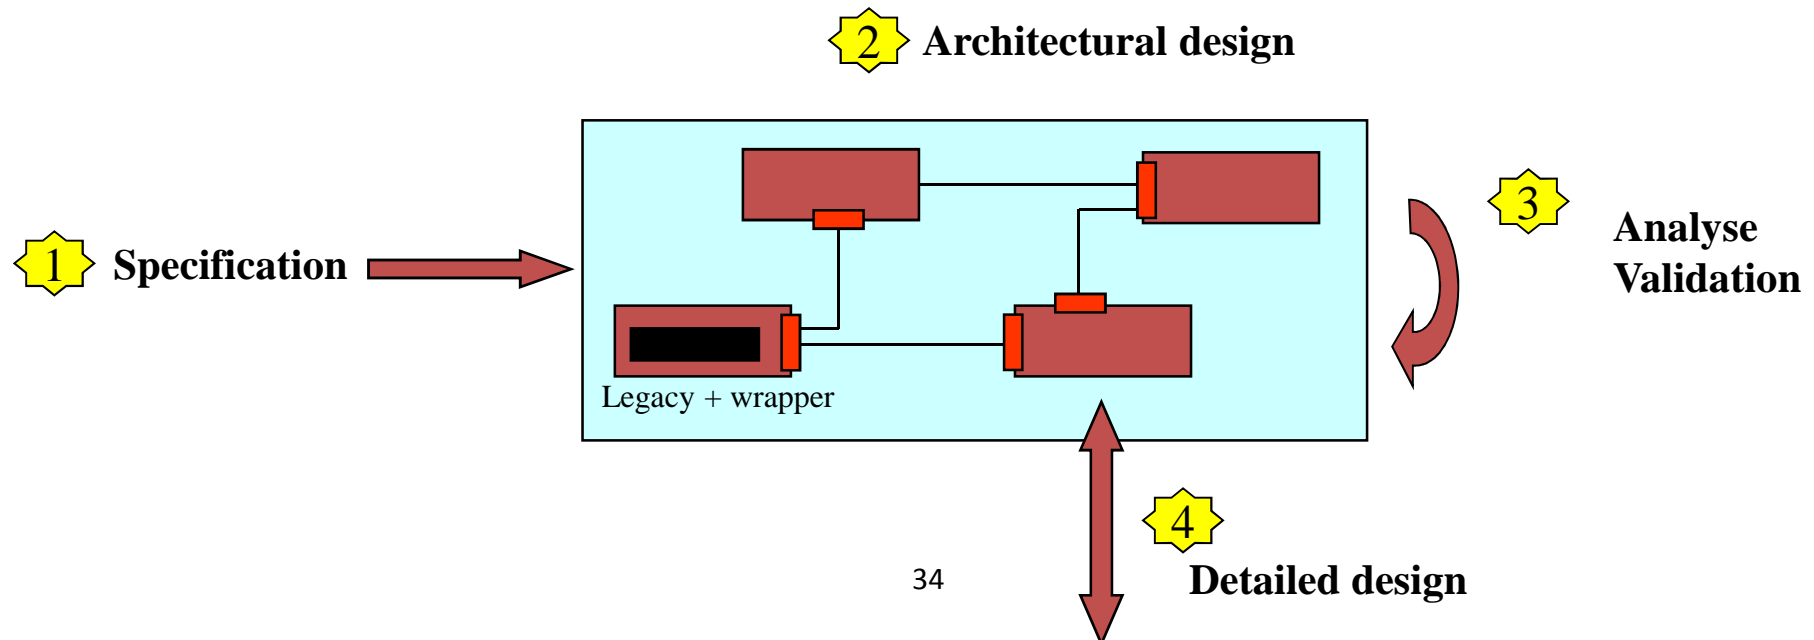 2 Architectural design
1 Specification
3
Analyse
Validation
Legacy + wrapper
4
Detailed design
34